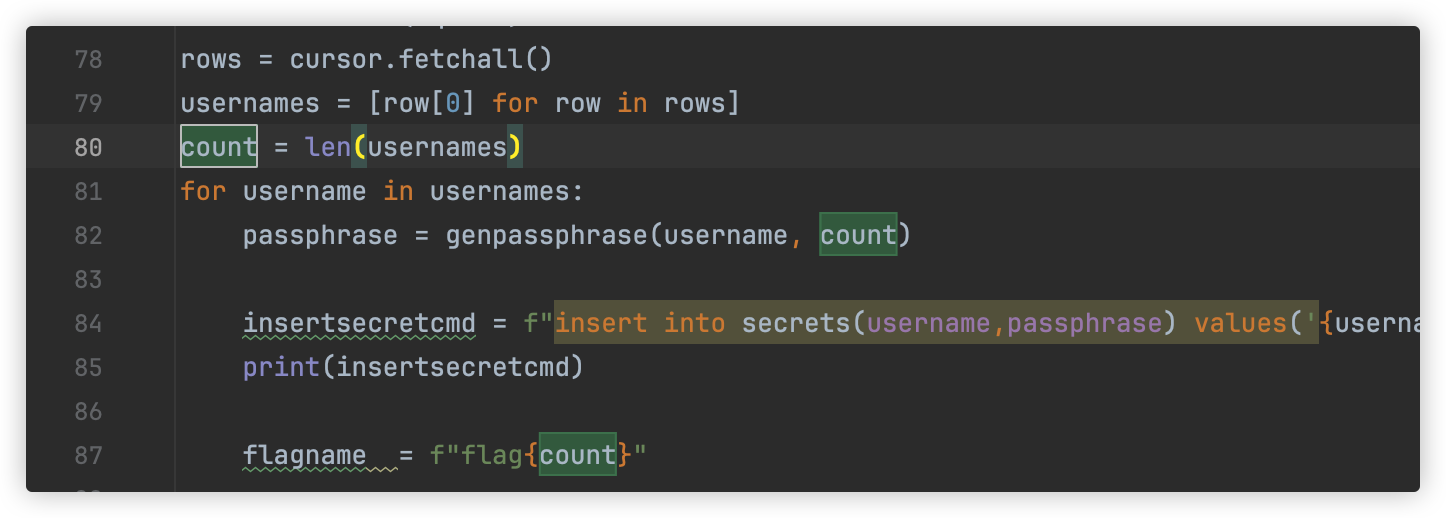 78 rows = cursor.fetchall()
79 usernames = [row[0] for row in rows]
80 count = len(usernames)
81 for username in usernames:
82     passphrase = genpassphrase(username, count)
83
84     insertsecretcmd = f"insert into secrets(username,passphrase) values('{userna
85     print(insertsecretcmd)
86
87     flagname  = f"flag{count}"